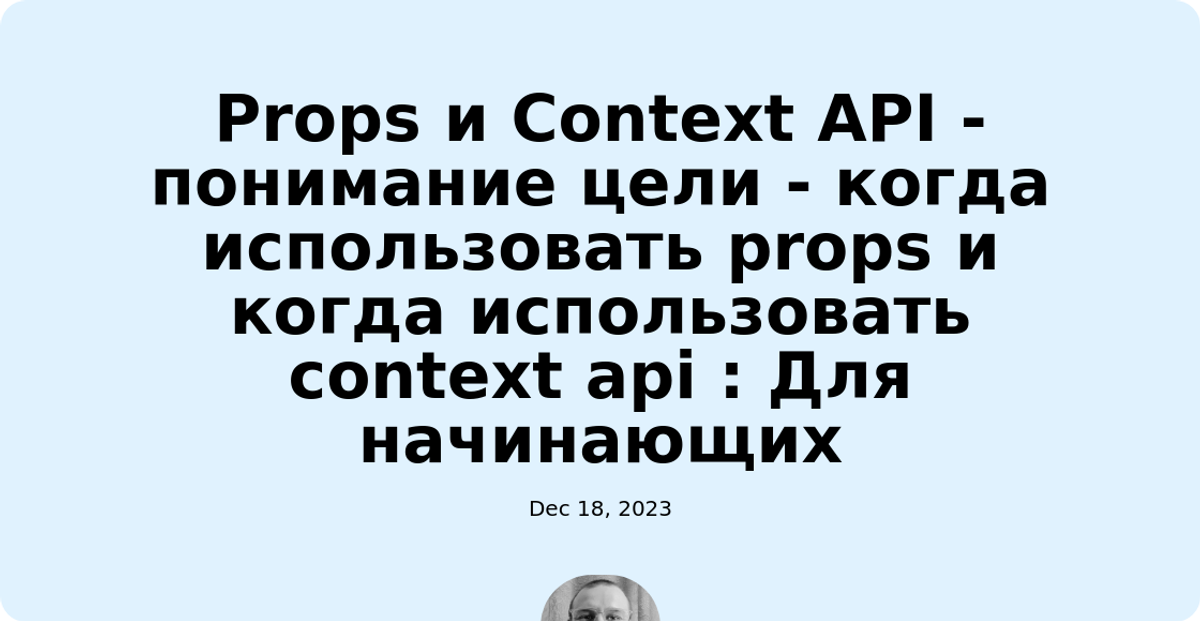 Props и Context API -
понимание цели - когда
использовать props и
когда использовать
context api : Для
начинающих
Dec 18, 2023